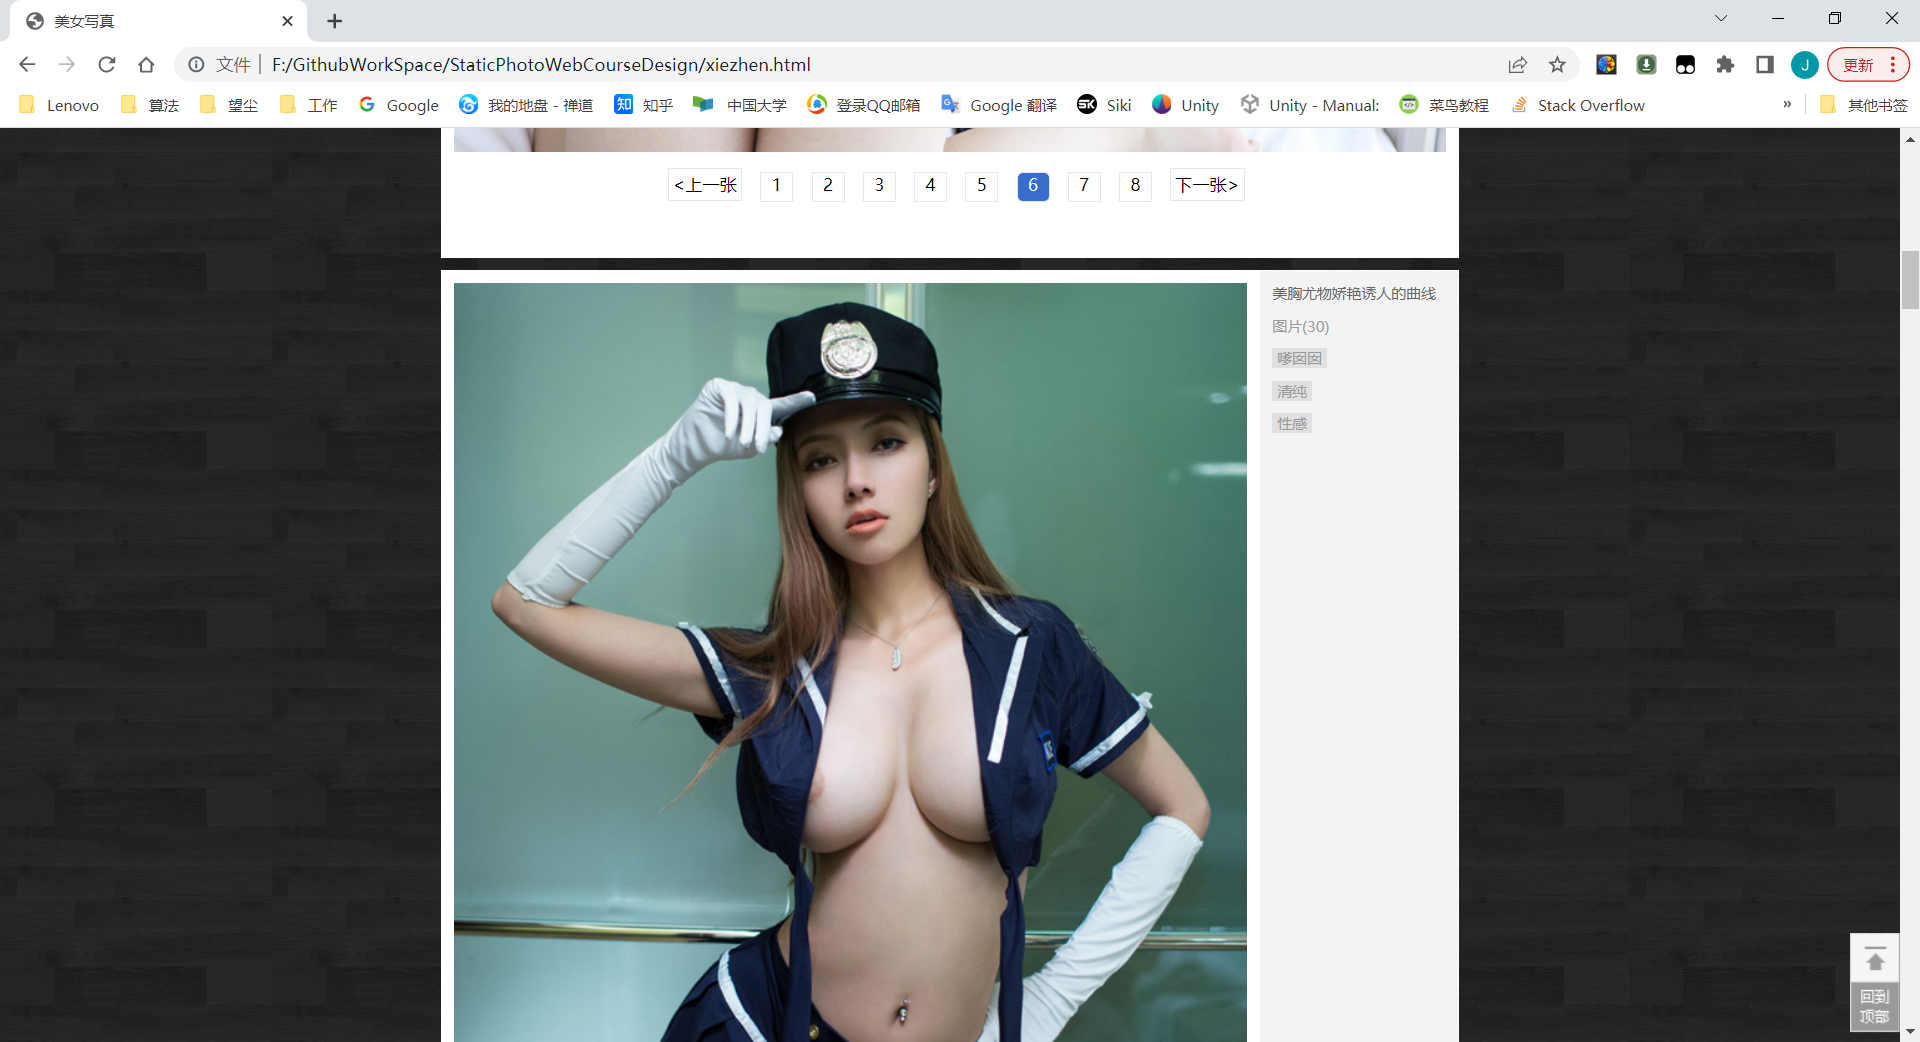 美女写真
文件 F:/GithubWorkSpace/StaticPhotoWebCourseDesign/xiezhen.html
J 更新
Lenovo 算法 望尘 工作 Google 我的地盘 - 禅道 知 知乎 中国大学 登录QQ邮箱 Google 翻译 SK Siki Unity Unity - Manual: 菜鸟教程 Stack Overflow » 其他书签
<上一张 1 2 3 4 5 6 7 8 下一张>
美胸尤物娇艳诱人的曲线
图片(30)
嗲囡囡
清纯
性感
回到
顶部